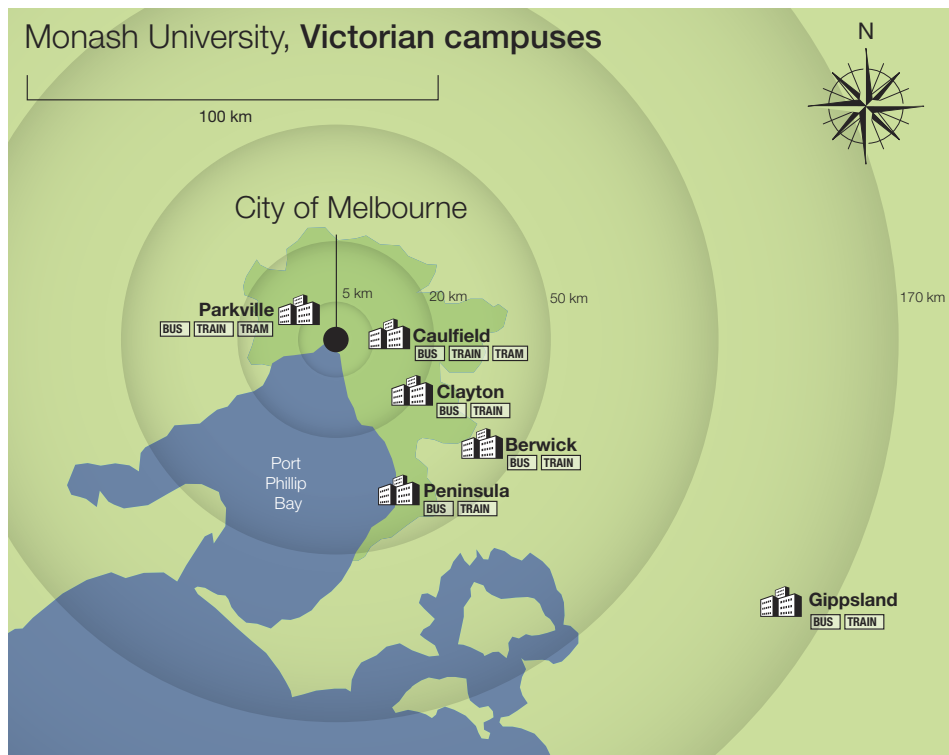 Monash University, Victorian campuses
N
100 km
City of Melbourne
5 km
20 km
50 km
170 km
Parkville
BUS TRAIN TRAM
Caulfield
BUS TRAIN TRAM
Clayton
BUS TRAIN
Berwick
BUS TRAIN
Port
Phillip
Bay
Peninsula
BUS TRAIN
Gippsland
BUS TRAIN